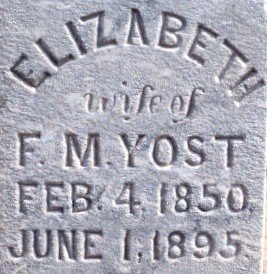 ELIZABETH
wife of
F. M. YOST
FEB. 4, 1850.
JUNE 1, 1895